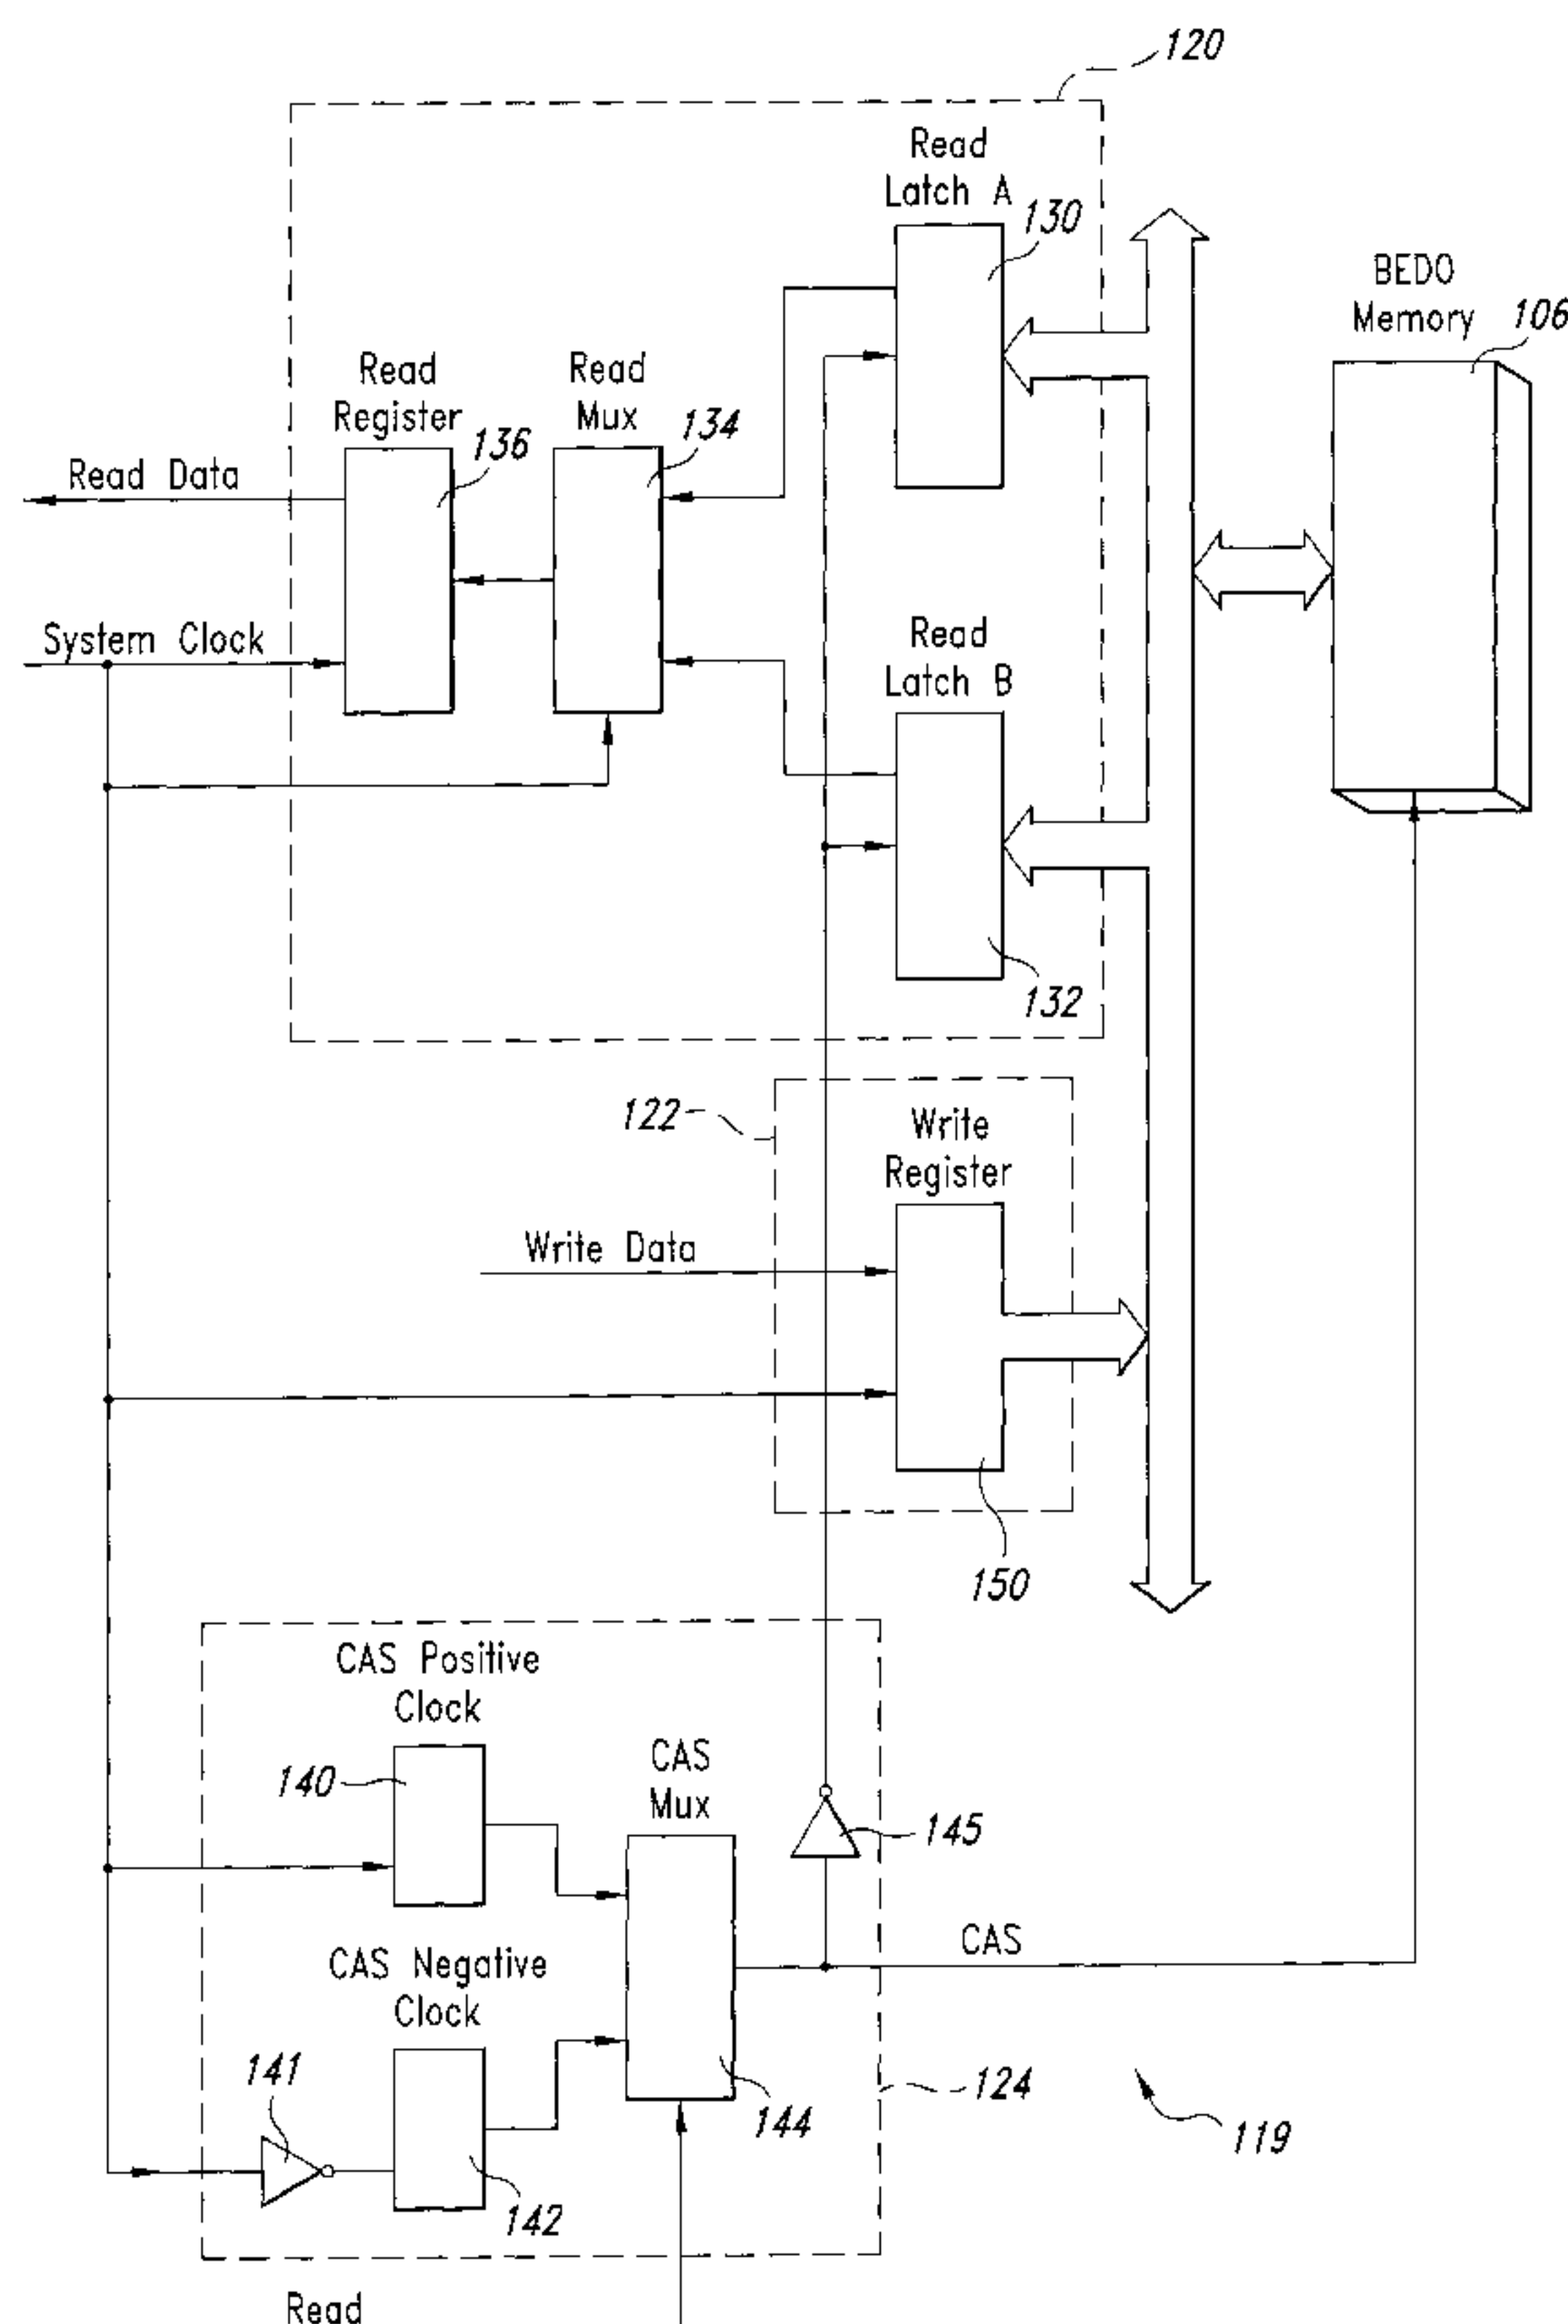 120
Read
Latch A
130
BEDO
Memory
106
Read
Register
136
Read
Mux
134
Read Data
System Clock
Read
Latch B
132
122
Write
Register
Write Data
150
CAS Positive
Clock
140
CAS
Mux
145
CAS
CAS Negative
Clock
141
142
144
124
119
Read